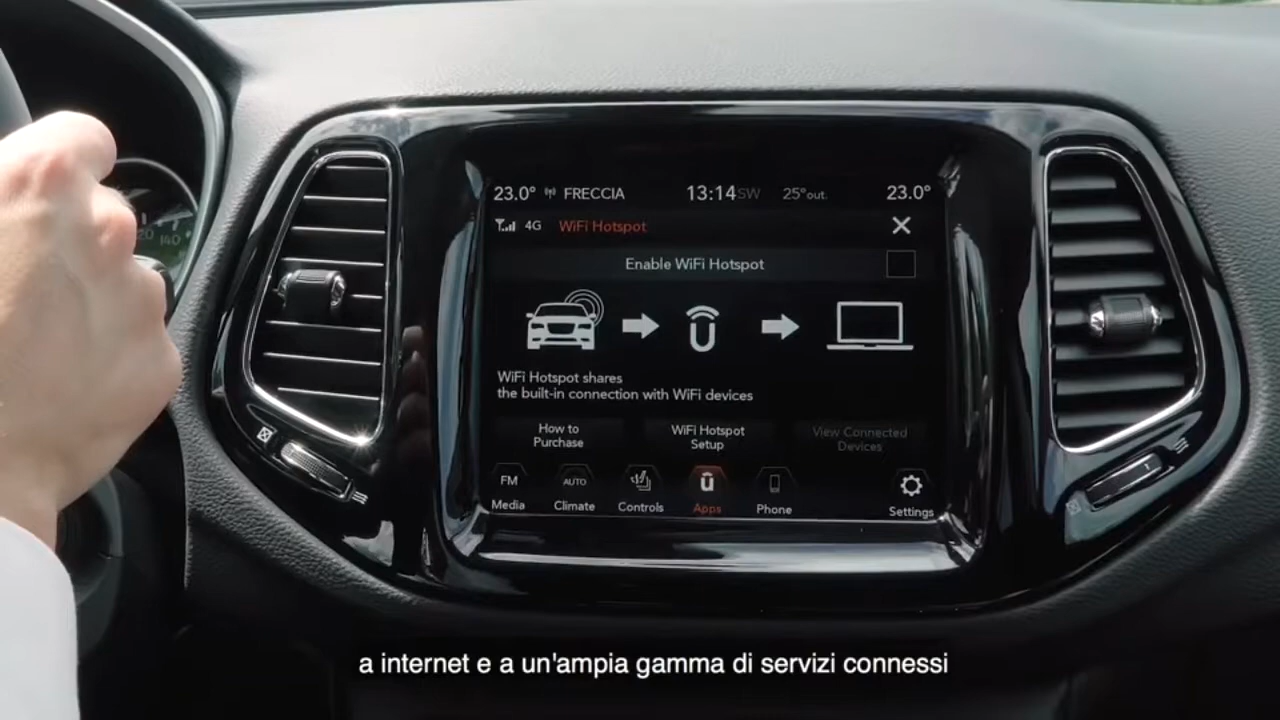 23.0° FRECCIA 13:14 SW 25°out. 23.0°
4G WiFi Hotspot X
Enable WiFi Hotspot
WiFi Hotspot shares
the built-in connection with WiFi devices
How to
Purchase
WiFi Hotspot
Setup
View Connected
Devices
FM
Media
AUTO
Climate
Controls
Apps
Phone
Settings
20 140
a internet e a un'ampia gamma di servizi connessi